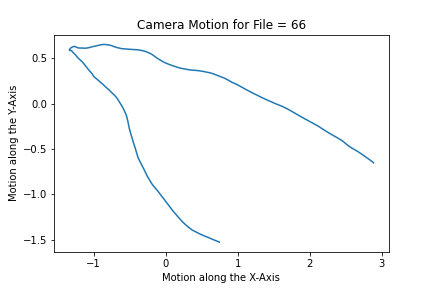 Camera Motion for File = 66
Motion along the Y-Axis
0.5
0.0
−0.5
−1.0
−1.5
−1 0 1 2 3
Motion along the X-Axis